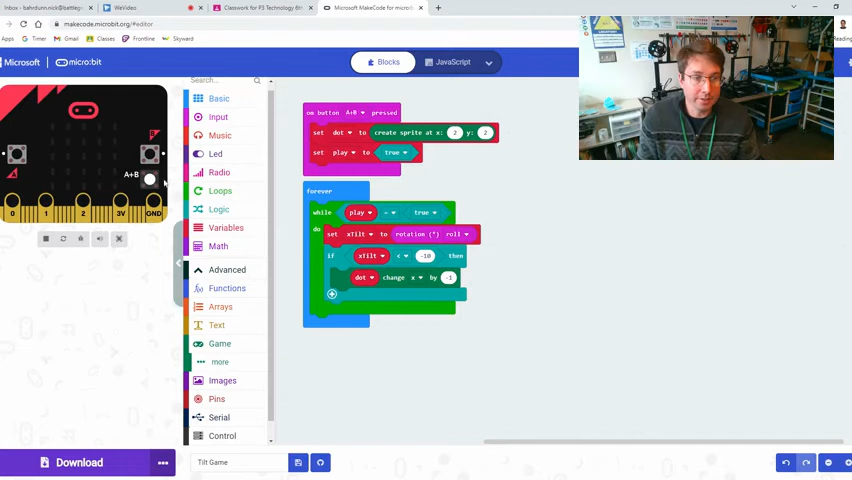 Inbox - bahrdunn.nick@battlegr
WeVideo
Classwork for P3 Technology 6th
Microsoft MakeCode for micro:bit
makecode.microbit.org/#editor
Apps Timer Gmail Classes Frontline Skyward
Reading
Microsoft micro:bit Blocks JavaScript
Search...
Basic
Input
Music
Led
Radio
Loops
Logic
Variables
Math
Advanced
Functions
Arrays
Text
Game
more
Images
Pins
Serial
Control
A
B
A+B
0 1 2 3V GND
on button A+B pressed
set dot to create sprite at x: 2 y: 2
set play to true
forever
while play = true
do set xTilt to rotation (°) roll
if xTilt < -10 then
dot change x by -1
Download
Tilt Game